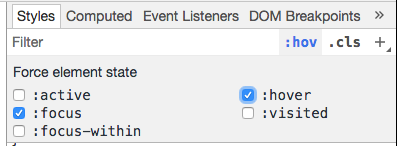 Styles Computed Event Listeners DOM Breakpoints »
Filter :hov .cls +
Force element state
:active :hover
:focus :visited
:focus-within